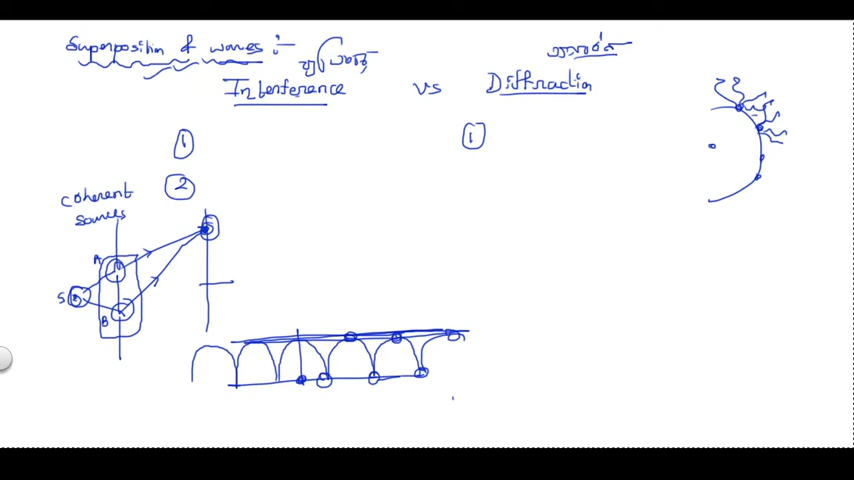 Superposition of waves :-
Interference vs Diffraction
① ①
②
coherent
sources
A
S
B